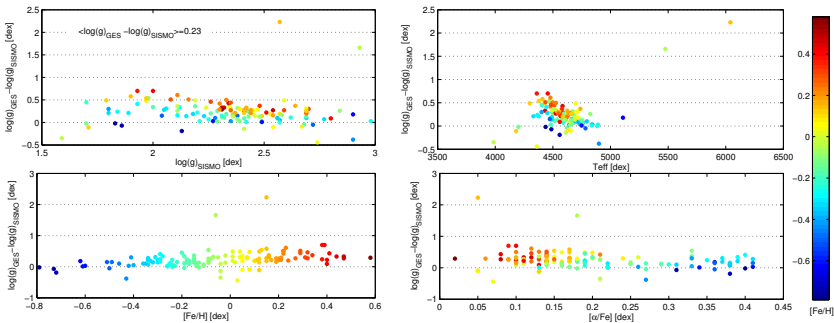 <log(g)GES −log(g)SISMO>=0.23
log(g)GES−log(g)SISMO [dex]
2.5
2
1.5
1
0.5
0
−0.5
1.5 2 2.5 3
log(g)SISMO [dex]
log(g)GES−log(g)SISMO [dex]
2.5
2
1.5
1
0.5
0
−0.5
3500 4000 4500 5000 5500 6000 6500
Teff [dex]
log(g)GES−log(g)SISMO [dex]
3
2
1
0
−1
−0.8 −0.6 −0.4 −0.2 0 0.2 0.4 0.6
[Fe/H] [dex]
log(g)GES−log(g)SISMO [dex]
3
2
1
0
−1
0 0.05 0.1 0.15 0.2 0.25 0.3 0.35 0.4 0.45
[α/Fe] [dex]
0.4
0.2
0
−0.2
−0.4
−0.6
[Fe/H]